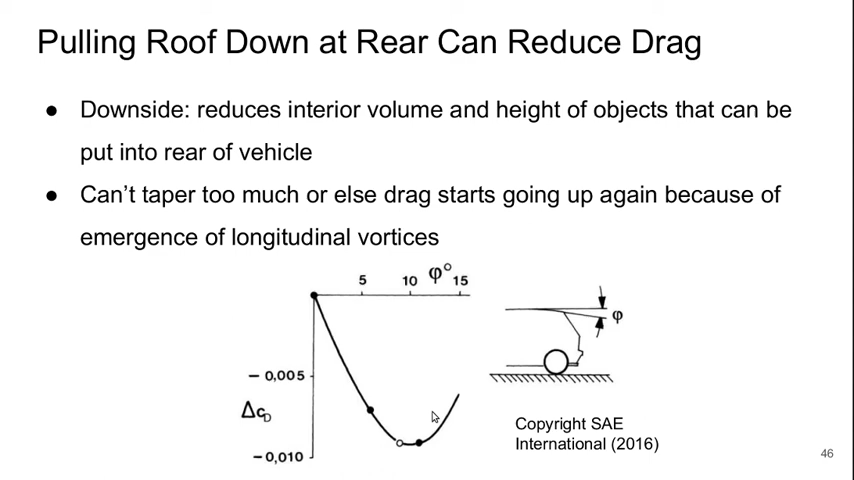 Pulling Roof Down at Rear Can Reduce Drag
● Downside: reduces interior volume and height of objects that can be
put into rear of vehicle
● Can't taper too much or else drag starts going up again because of
emergence of longitudinal vortices
5 10 φ° 15
φ
– 0,005
ΔcD
–0,010
Copyright SAE
International (2016)
46